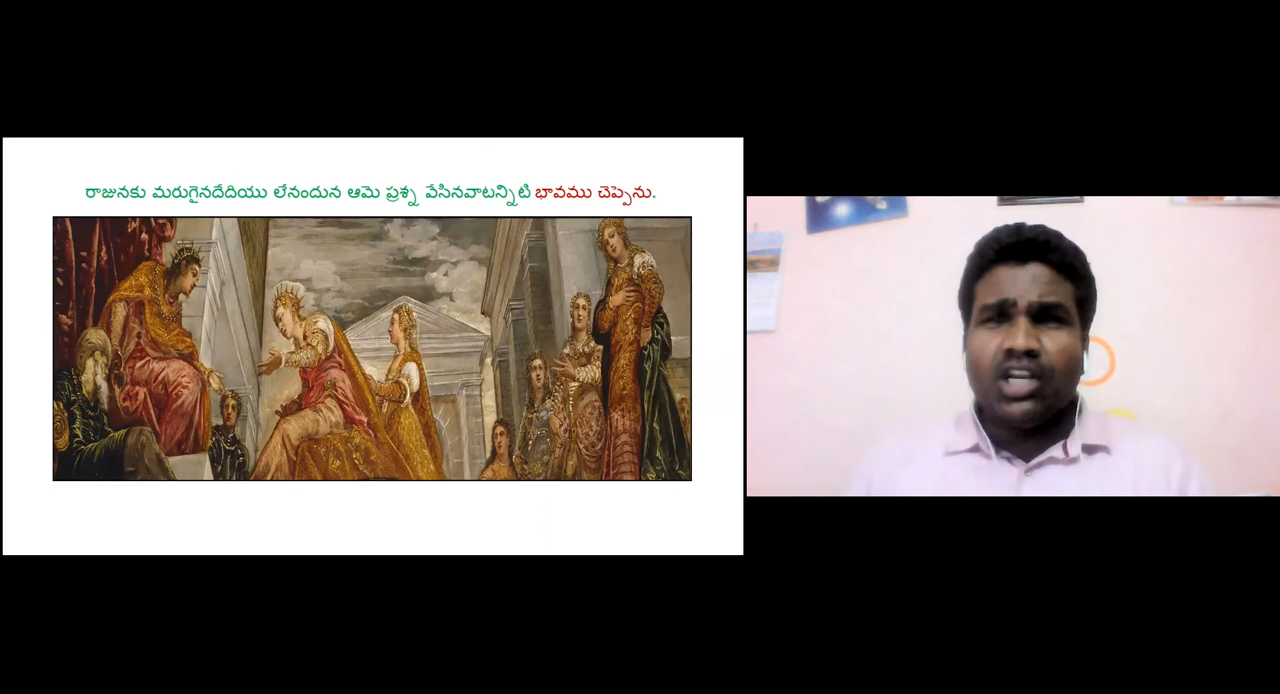 రాజునకు మరుగైనదేదియు లేనందున ఆమె ప్రశ్న వేసినవాటన్నిటి భావము చెప్పెను.